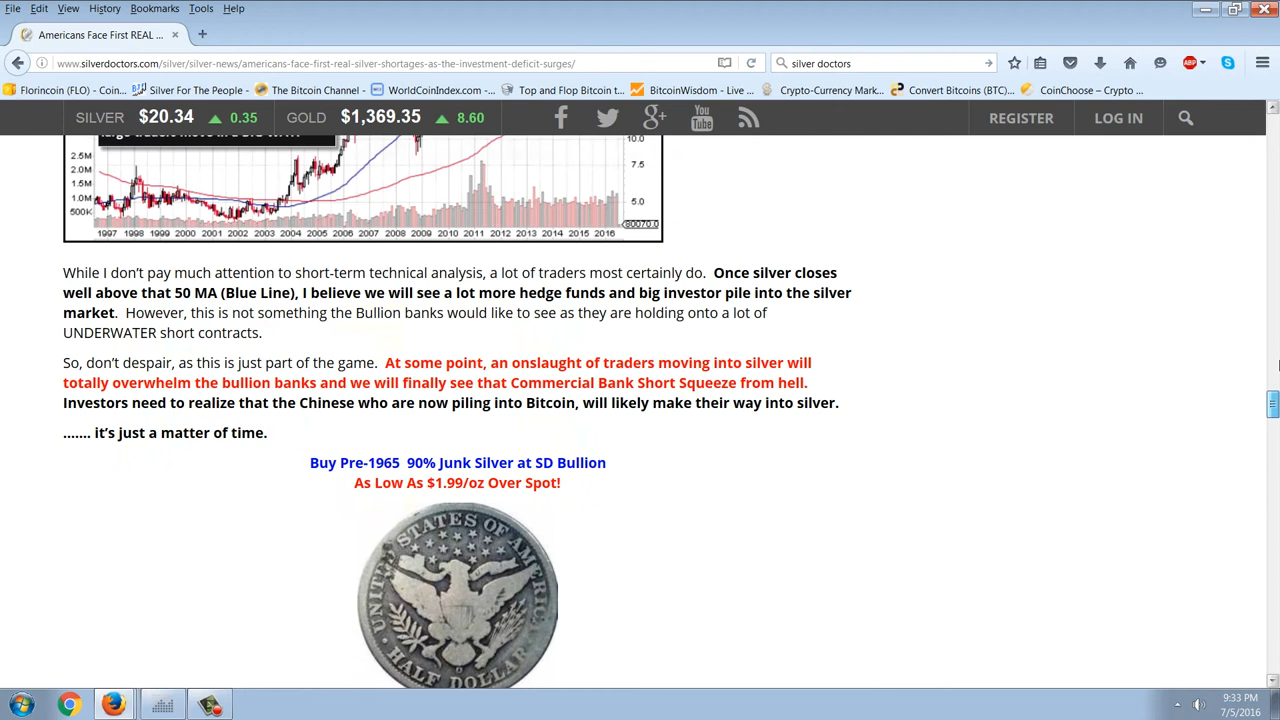 File Edit View History Bookmarks Tools Help
Americans Face First REAL ...
www.silverdoctors.com/silver/silver-news/americans-face-first-real-silver-shortages-as-the-investment-deficit-surges/
silver doctors
ABP
Florincoin (FLO) - Coin... Silver For The People - The Bitcoin Channel - WorldCoinIndex.com - ... Top and Flop Bitcoin t... BitcoinWisdom - Live ... Crypto-Currency Mark... Convert Bitcoins (BTC)... CoinChoose – Crypto ...
SILVER $20.34 0.35 GOLD $1,369.35 8.60 You Tube REGISTER LOG IN
10.0
2.5M
2.0M
7.5
1.0M
500K
5.0
90070.0
1997 1998 1999 2000 2001 2002 2003 2004 2005 2006 2007 2008 2009 2010 2011 2012 2013 2014 2015 2016
While I don’t pay much attention to short-term technical analysis, a lot of traders most certainly do. Once silver closes
well above that 50 MA (Blue Line), I believe we will see a lot more hedge funds and big investor pile into the silver
market. However, this is not something the Bullion banks would like to see as they are holding onto a lot of
UNDERWATER short contracts.
So, don’t despair, as this is just part of the game. At some point, an onslaught of traders moving into silver will
totally overwhelm the bullion banks and we will finally see that Commercial Bank Short Squeeze from hell.
Investors need to realize that the Chinese who are now piling into Bitcoin, will likely make their way into silver.
....... it’s just a matter of time.
Buy Pre-1965 90% Junk Silver at SD Bullion
As Low As $1.99/oz Over Spot!
UNITED STATES OF AMERICA
HALF DOLLAR
9:33 PM
7/5/2016